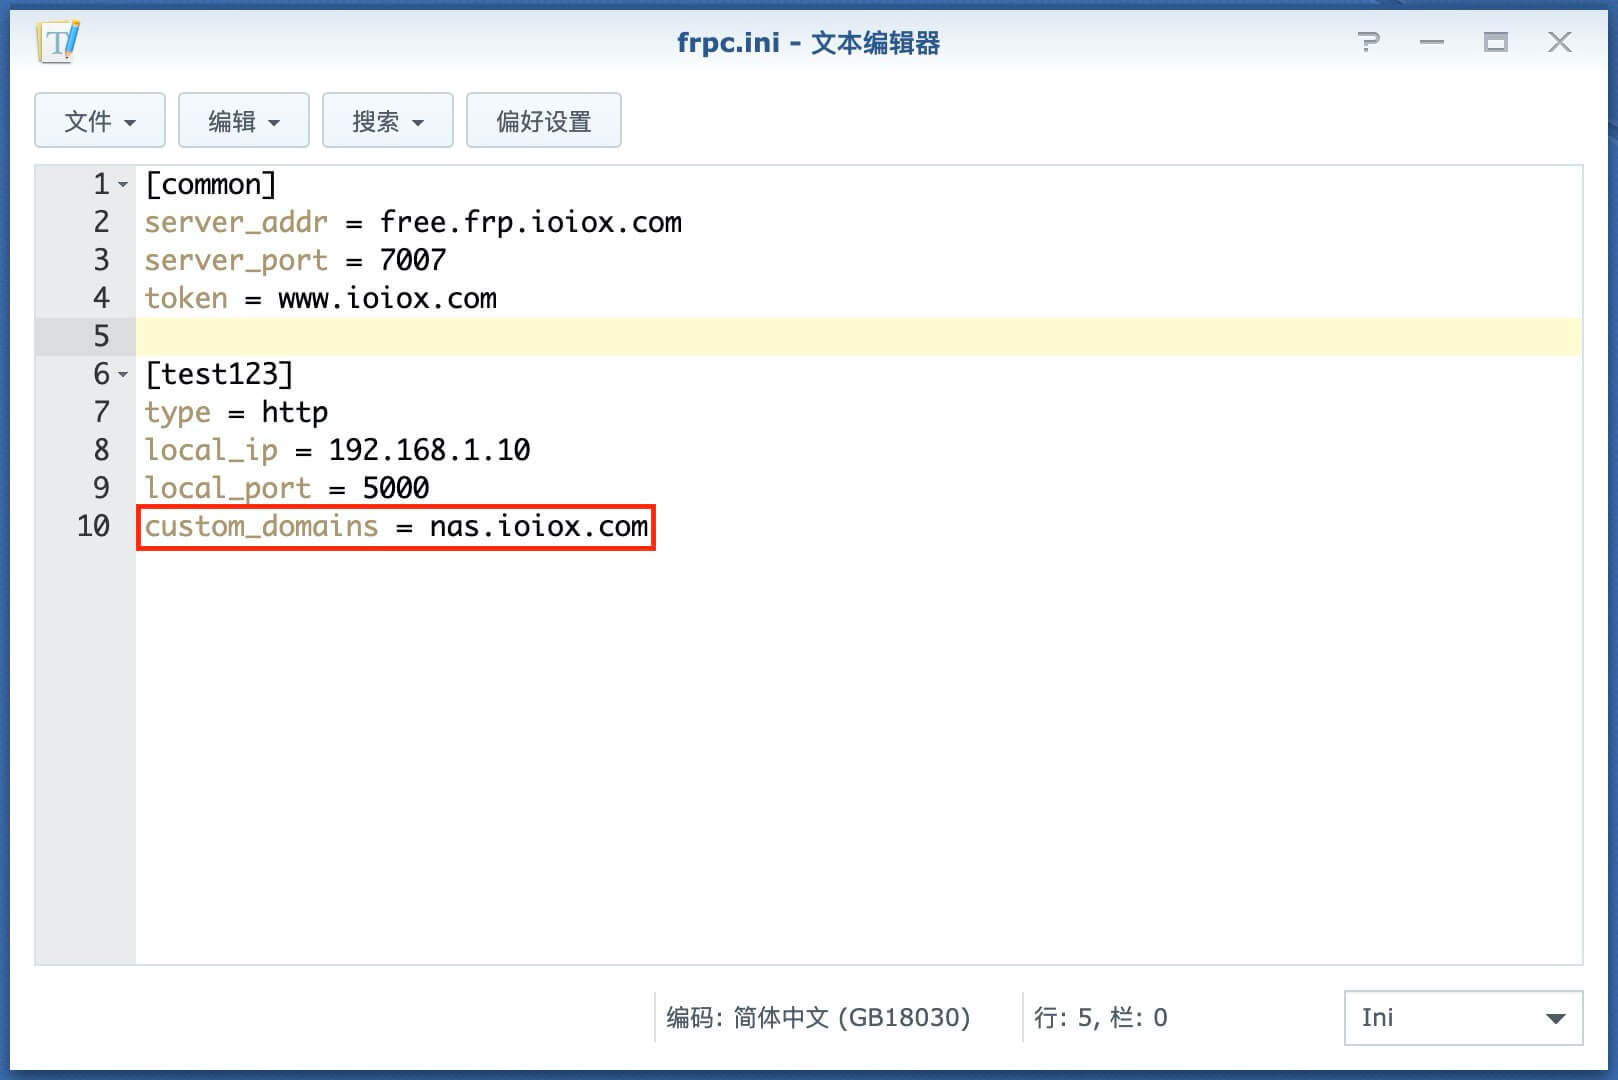 frpc.ini - 文本编辑器
文件 编辑 搜索 偏好设置
1 [common]
2 server_addr = free.frp.ioiox.com
3 server_port = 7007
4 token = www.ioiox.com
5
6 [test123]
7 type = http
8 local_ip = 192.168.1.10
9 local_port = 5000
10 custom_domains = nas.ioiox.com
编码: 简体中文 (GB18030) 行: 5, 栏: 0 Ini